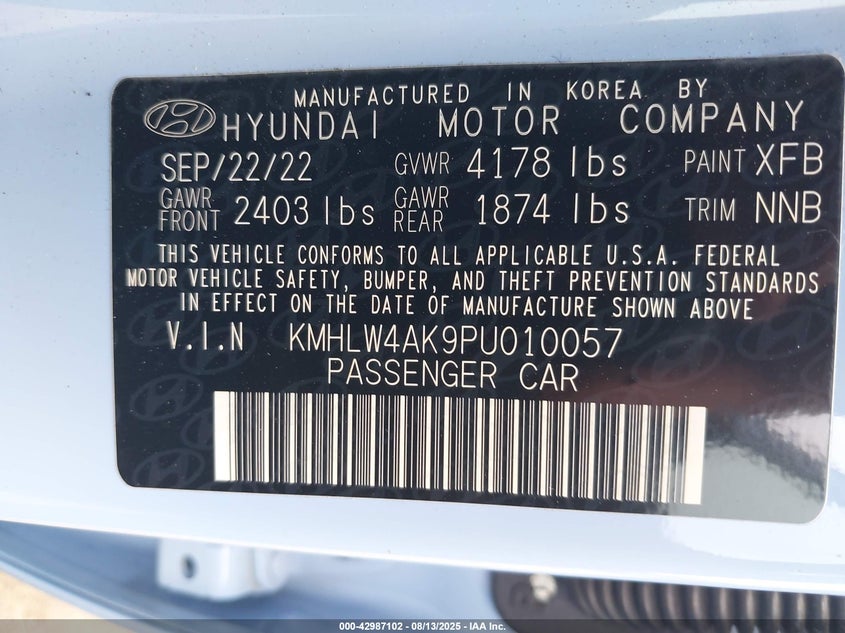 MANUFACTURED IN KOREA BY
HYUNDAI MOTOR COMPANY
SEP/22/22 GVWR 4178 lbs PAINT XFB
GAWR FRONT 2403 lbs GAWR REAR 1874 lbs TRIM NNB
THIS VEHICLE CONFORMS TO ALL APPLICABLE U.S.A. FEDERAL
MOTOR VEHICLE SAFETY, BUMPER, AND THEFT PREVENTION STANDARDS
IN EFFECT ON THE DATE OF MANUFACTURE SHOWN ABOVE
V.I.N KMHLW4AK9PU010057
PASSENGER CAR
000-42987102 - 08/13/2025 - IAA Inc.